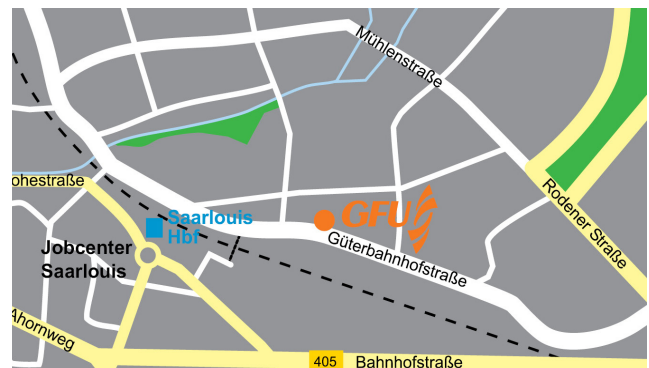 Mühlenstraße
ohestraße
Saarlouis
Hbf
GFU
Rodener Straße
Jobcenter
Saarlouis
Güterbahnhofstraße
Ahornweg
405
Bahnhofstraße